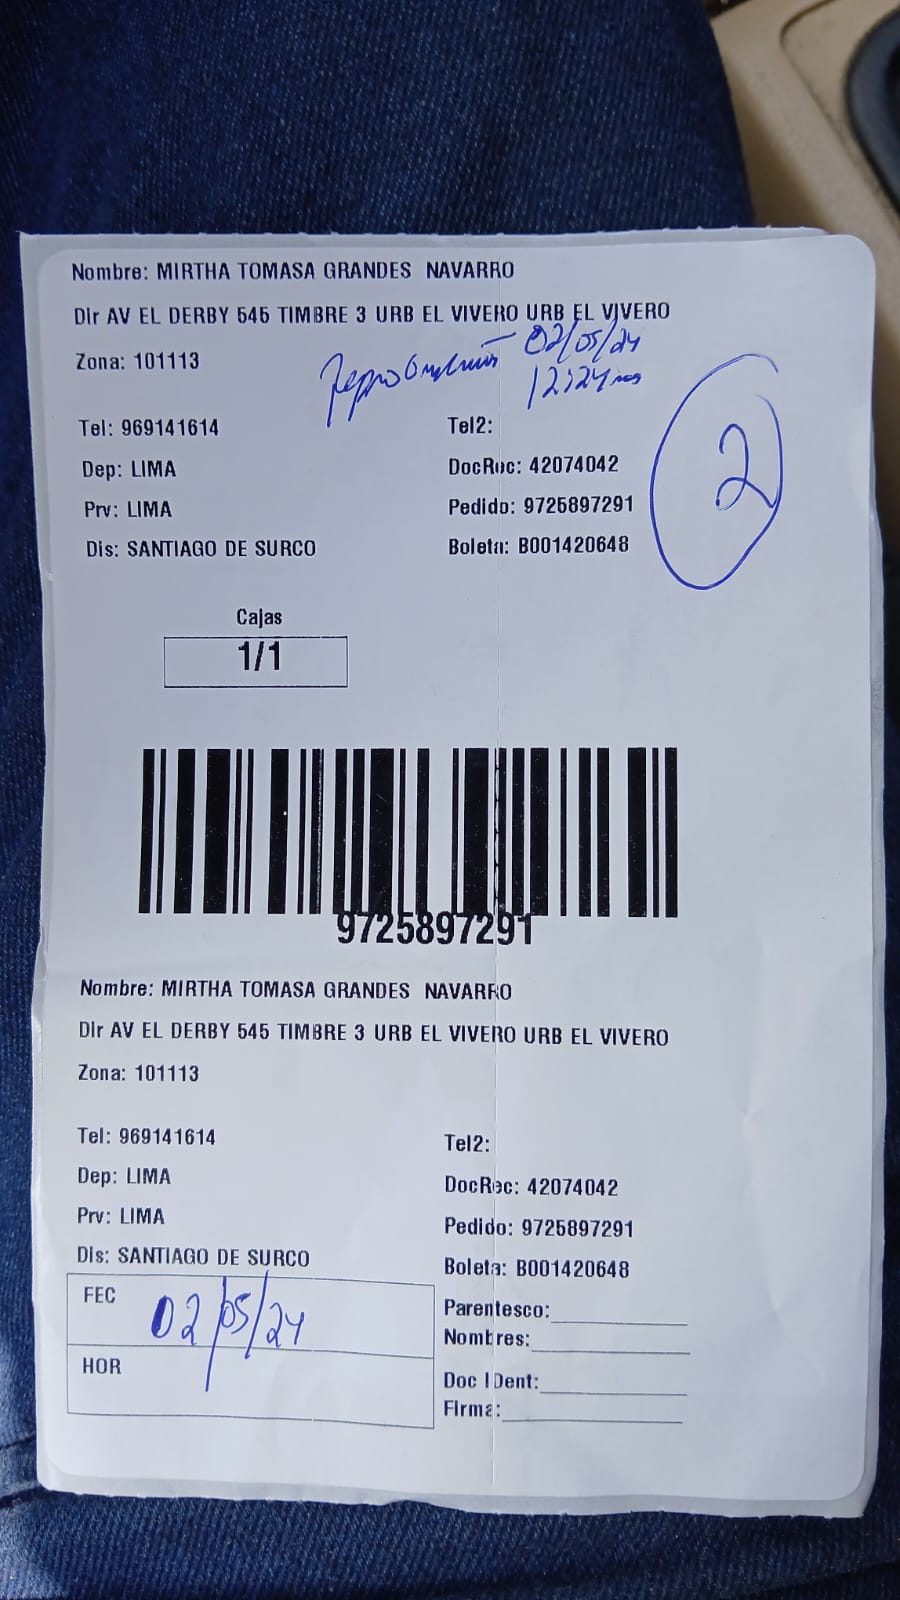 Nombre: MIRTHA TOMASA GRANDES NAVARRO
Dir AV EL DERBY 545 TIMBRE 3 URB EL VIVERO URB EL VIVERO
02/05/24
Zona: 101113
12:24
Tel: 969141614 Tel2:
Dep: LIMA DocRec: 42074042
Prv: LIMA Pedido: 9725897291
Dis: SANTIAGO DE SURCO Boleta: B001420648
2
Cajas
1/1
9725897291
Nombre: MIRTHA TOMASA GRANDES NAVARRO
Dir AV EL DERBY 545 TIMBRE 3 URB EL VIVERO URB EL VIVERO
Zona: 101113
Tel: 969141614 Tel2:
Dep: LIMA DocRec: 42074042
Prv: LIMA Pedido: 9725897291
Dis: SANTIAGO DE SURCO Boleta: B001420648
FEC 02/05/24
HOR
Parentesco:
Nombres:
Doc IDent:
Firma: